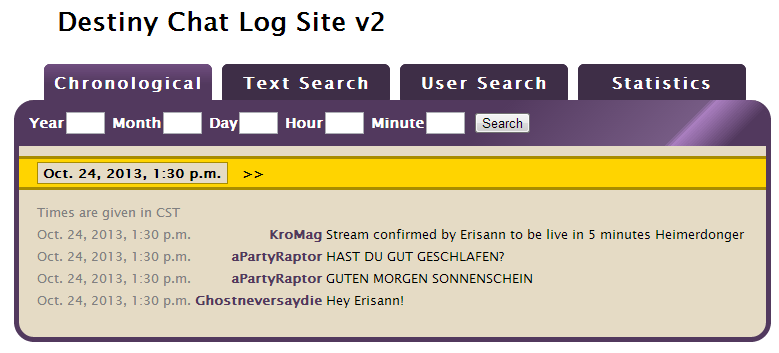 Destiny Chat Log Site v2
Chronological Text Search User Search Statistics
Year Month Day Hour Minute Search
Oct. 24, 2013, 1:30 p.m. >>
Times are given in CST
Oct. 24, 2013, 1:30 p.m. KroMag Stream confirmed by Erisann to be live in 5 minutes Heimerdonger
Oct. 24, 2013, 1:30 p.m. aPartyRaptor HAST DU GUT GESCHLAFEN?
Oct. 24, 2013, 1:30 p.m. aPartyRaptor GUTEN MORGEN SONNENSCHEIN
Oct. 24, 2013, 1:30 p.m. Ghostneversaydie Hey Erisann!